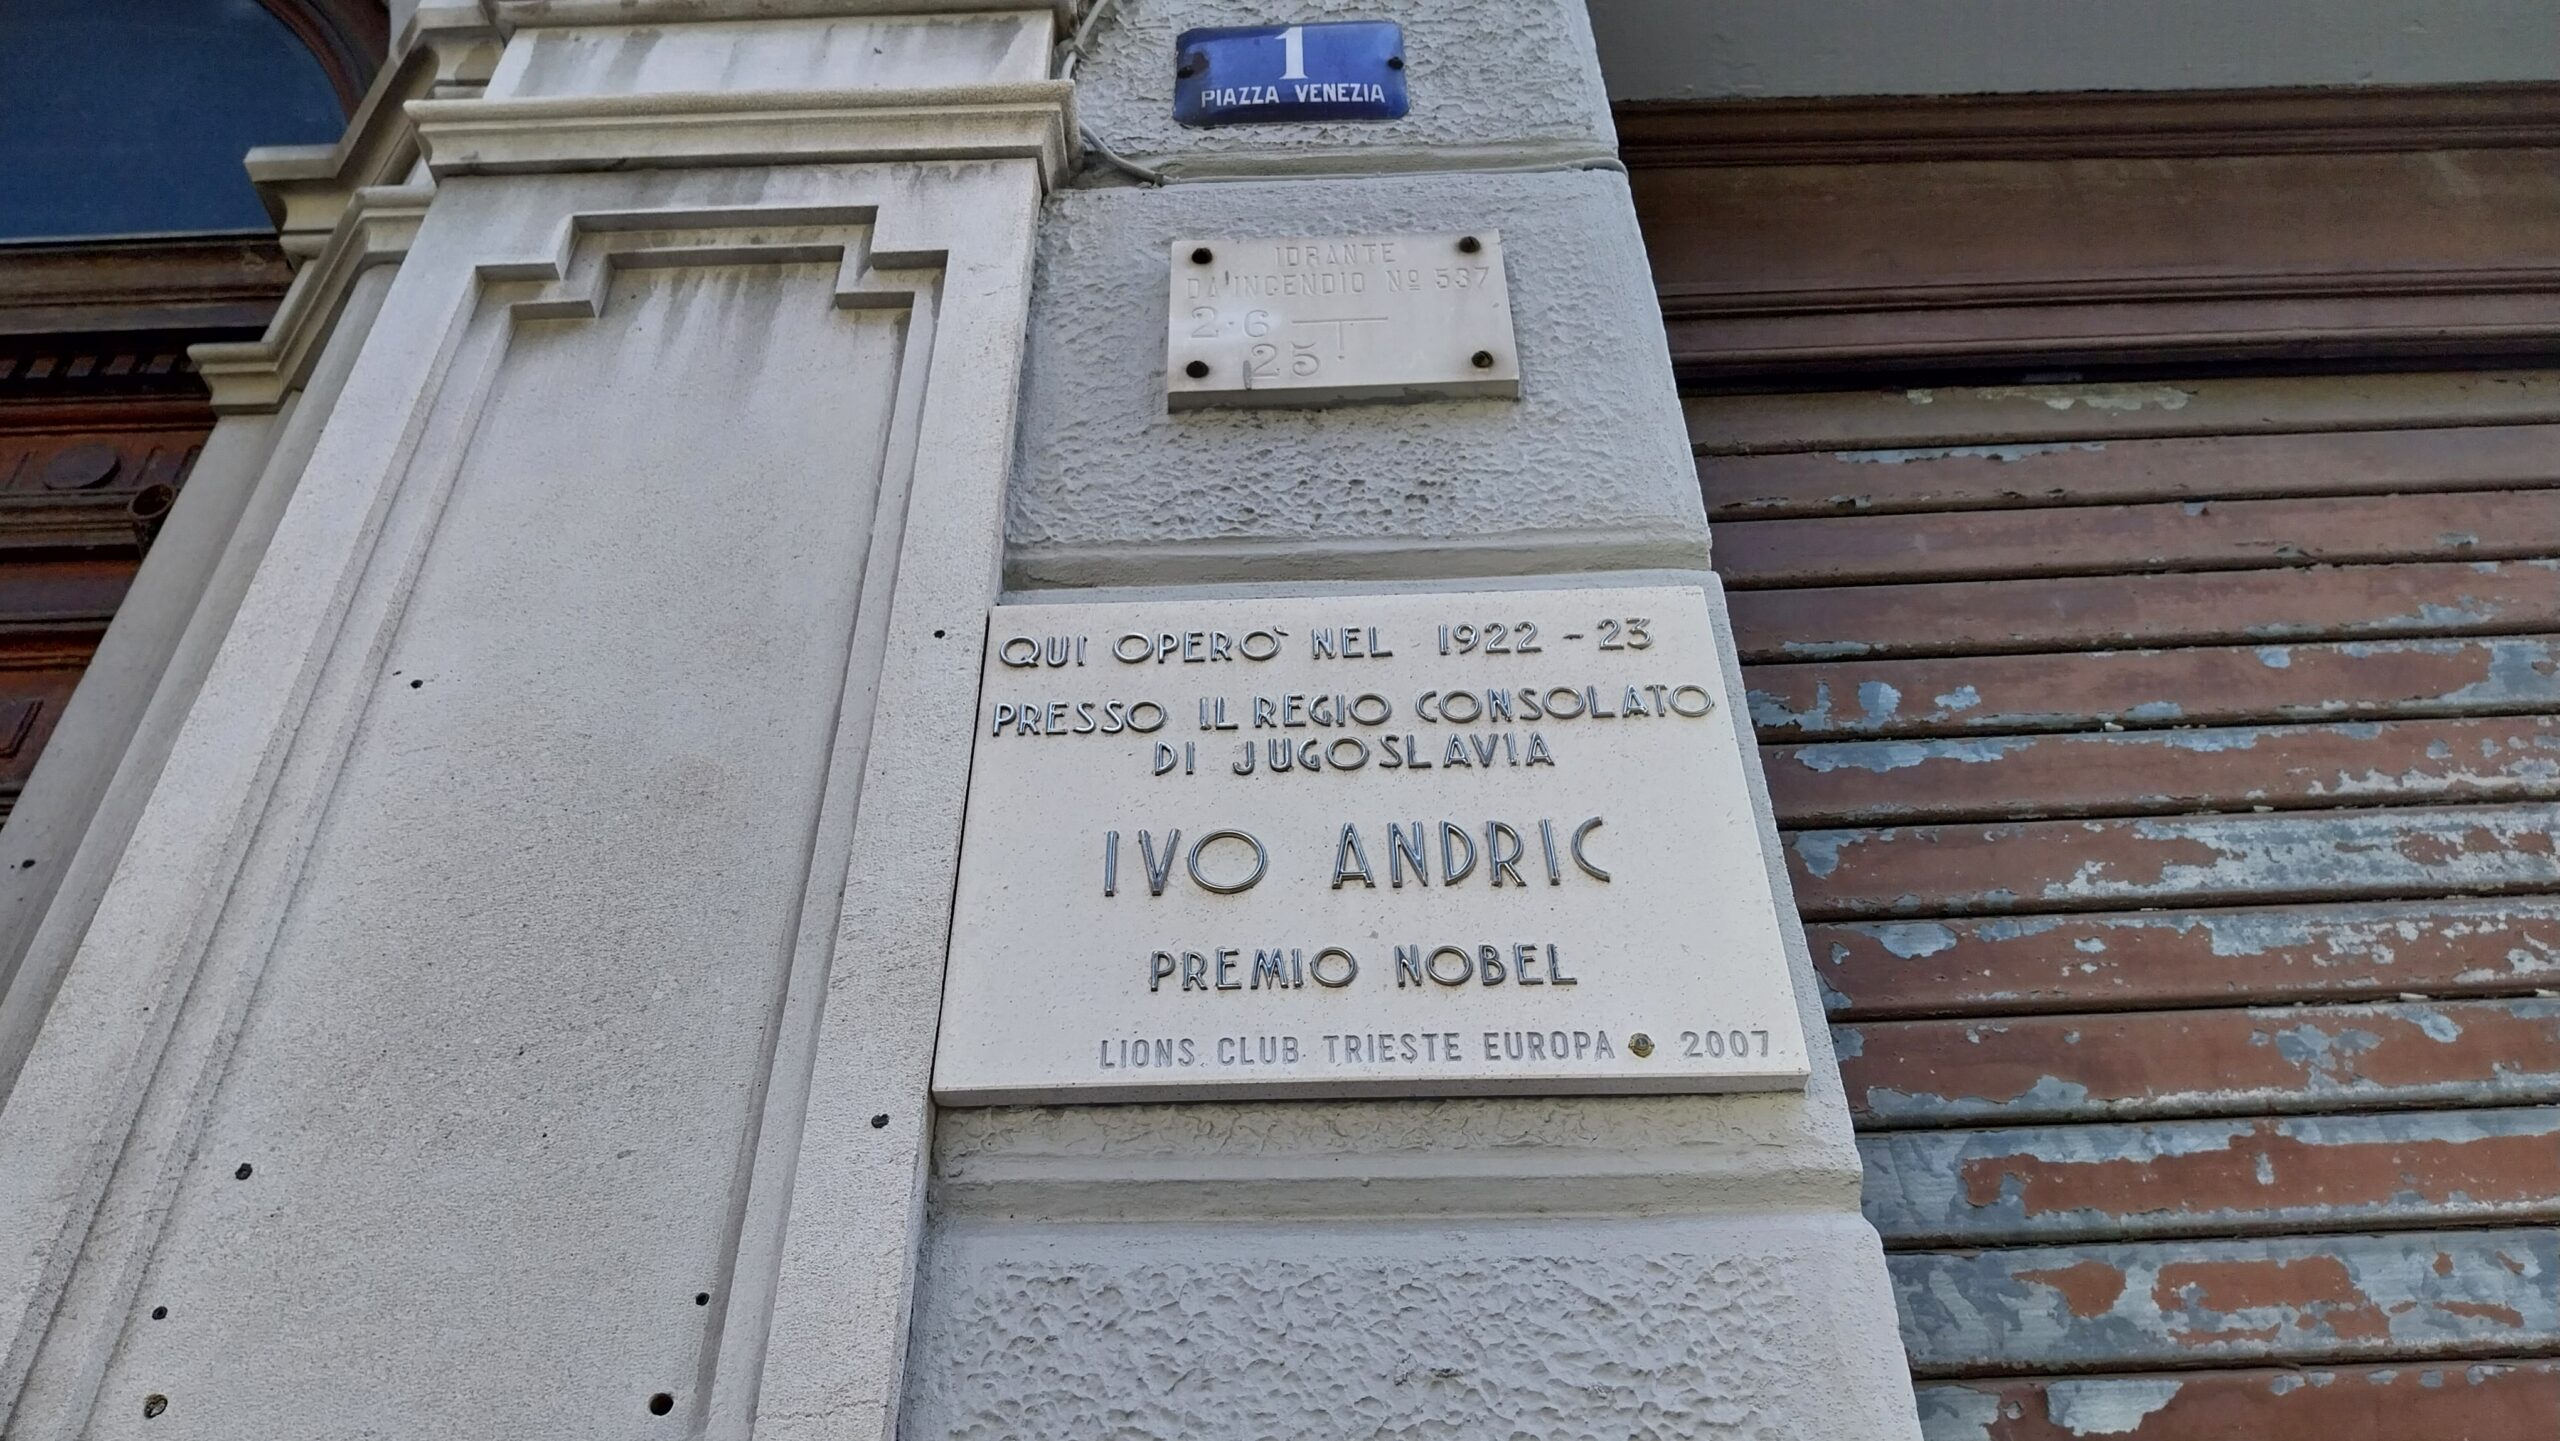 1
PIAZZA VENEZIA
IDRANTE
DA INCENDIO Nº 537
2·6
25
QUI OPERÒ NEL 1922 - 23
PRESSO IL REGIO CONSOLATO
DI JUGOSLAVIA
IVO ANDRIC
PREMIO NOBEL
LIONS CLUB TRIESTE EUROPA 2007